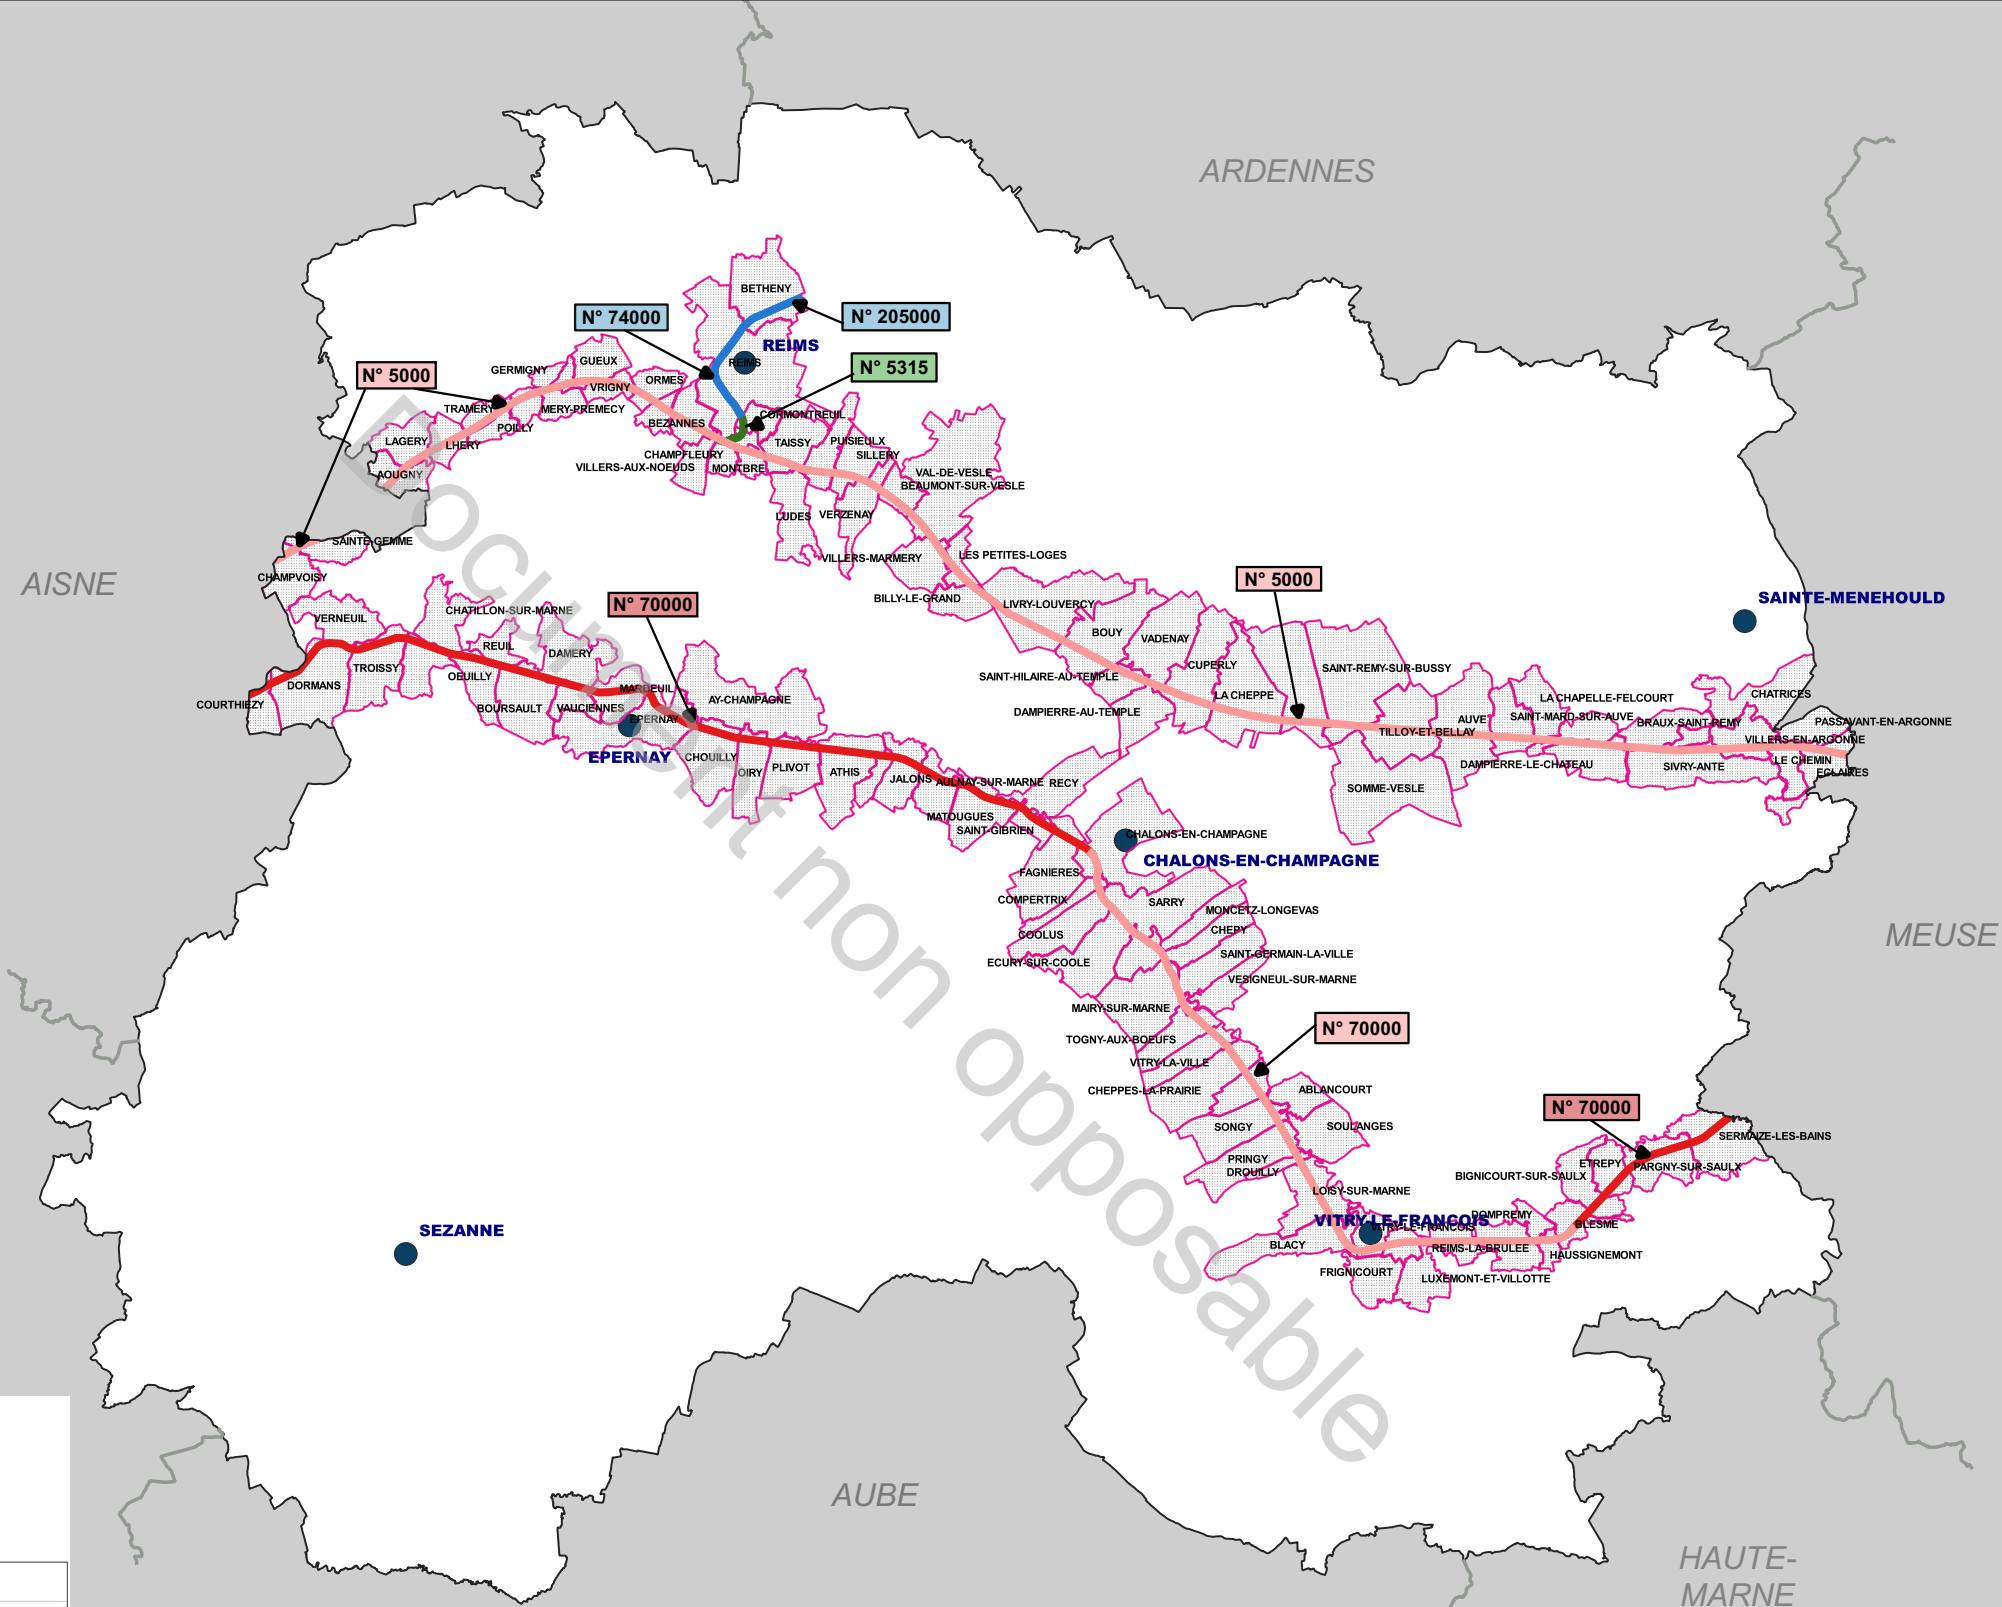 ARDENNES
BETHENY
N° 74000
N° 205000
REIMS
REIMS
N° 5315
N° 5000
GUEUX
GERMIGNY
ORMES
VRIGNY
TRAMERY
MERY-PREMECY
CORMONTREUIL
BEZANNES
POILLY
LAGERY
LHERY
TAISSY
PUISIEULX
CHAMPFLEURY
SILLERY
VILLERS-AUX-NOEUDS
MONTBRE
AOUGNY
VAL-DE-VESLE
BEAUMONT-SUR-VESLE
LUDES
VERZENAY
SAINTE-GEMME
VILLERS-MARMERY
LES PETITES-LOGES
AISNE
CHAMPVOISY
N° 5000
BILLY-LE-GRAND
LIVRY-LOUVERCY
N° 70000
SAINTE-MENEHOULD
CHATILLON-SUR-MARNE
VERNEUIL
BOUY
VADENAY
REUIL
DAMERY
CUPERLY
SAINT-REMY-SUR-BUSSY
TROISSY
OEUILLY
SAINT-HILAIRE-AU-TEMPLE
DORMANS
MARDEUIL
LA CHEPPE
CHATRICES
AY-CHAMPAGNE
LA CHAPELLE-FELCOURT
COURTHIEZY
BOURSAULT
VAUCIENNES
DAMPIERRE-AU-TEMPLE
EPERNAY
AUVE
SAINT-MARD-SUR-AUVE
BRAUX-SAINT-REMY
PASSAVANT-EN-ARGONNE
TILLOY-ET-BELLAY
VILLERS-EN-ARGONNE
EPERNAY
CHOUILLY
DAMPIERRE-LE-CHATEAU
SIVRY-ANTE
LE CHEMIN
OIRY
PLIVOT
ATHIS
JALONS
AULNAY-SUR-MARNE
RECY
ECLAIRES
SOMME-VESLE
MATOUGUES
SAINT-GIBRIEN
CHALONS-EN-CHAMPAGNE
CHALONS-EN-CHAMPAGNE
FAGNIERES
COMPERTRIX
SARRY
MONCETZ-LONGEVAS
CHEPY
COOLUS
MEUSE
SAINT-GERMAIN-LA-VILLE
ECURY-SUR-COOLE
VESIGNEUL-SUR-MARNE
MAIRY-SUR-MARNE
N° 70000
TOGNY-AUX-BOEUFS
VITRY-LA-VILLE
CHEPPES-LA-PRAIRIE
ABLANCOURT
N° 70000
SONGY
SOULANGES
SERMAIZE-LES-BAINS
PRINGY
ETREPY
PARGNY-SUR-SAULX
DROUILLY
BIGNICOURT-SUR-SAULX
LOISY-SUR-MARNE
DOMPREMY
VITRY-LE-FRANCOIS
VITRY-LE-FRANCOIS
BLESME
SEZANNE
BLACY
REIMS-LA-BRULEE
HAUSSIGNEMONT
FRIGNICOURT
LUXEMONT-ET-VILLOTTE
AUBE
HAUTE-
MARNE
Document non opposable